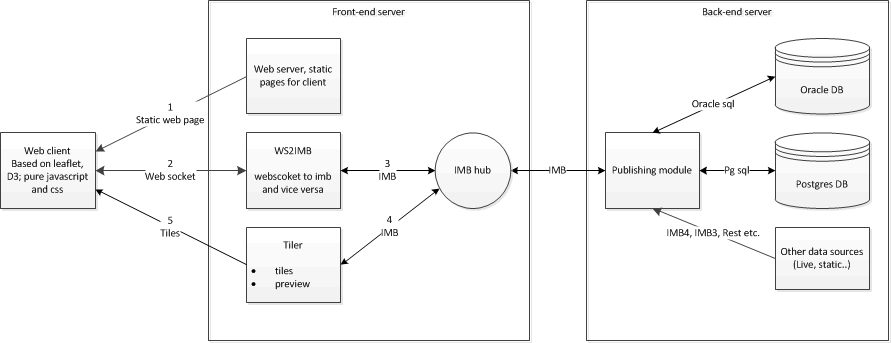 Front-end server
Back-end server
Web server, static
pages for client
Oracle DB
1
Static web page
Oracle sql
Web client
Based on leaflet,
D3; pure javascript
and css
2
Web socket
WS2IMB
webscoket to imb
and vice versa
3
IMB
IMB hub
IMB
Publishing module
Pg sql
Postgres DB
4
IMB
5
Tiles
Tiler
• tiles
• preview
IMB4, IMB3, Rest etc.
Other data sources
(Live, static..)